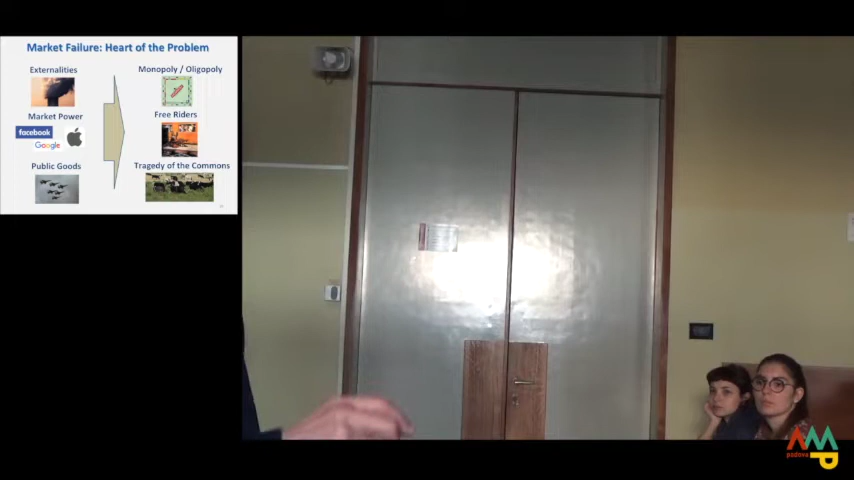 Market Failure: Heart of the Problem
Externalities
Monopoly / Oligopoly
Market Power
Free Riders
facebook
Google
Public Goods
Tragedy of the Commons
padova